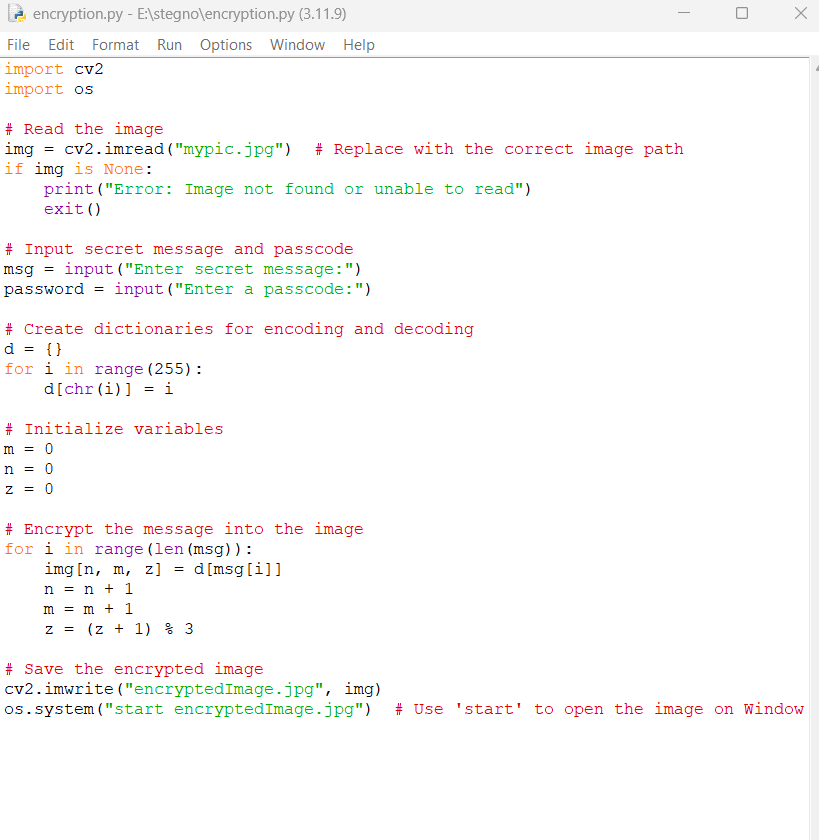 encryption.py - E:\stegno\encryption.py (3.11.9)
File Edit Format Run Options Window Help
import cv2
import os
# Read the image
img = cv2.imread("mypic.jpg")  # Replace with the correct image path
if img is None:
    print("Error: Image not found or unable to read")
    exit()
# Input secret message and passcode
msg = input("Enter secret message:")
password = input("Enter a passcode:")
# Create dictionaries for encoding and decoding
d = {}
for i in range(255):
    d[chr(i)] = i
# Initialize variables
m = 0
n = 0
z = 0
# Encrypt the message into the image
for i in range(len(msg)):
    img[n, m, z] = d[msg[i]]
    n = n + 1
    m = m + 1
    z = (z + 1) % 3
# Save the encrypted image
cv2.imwrite("encryptedImage.jpg", img)
os.system("start encryptedImage.jpg")  # Use 'start' to open the image on Window